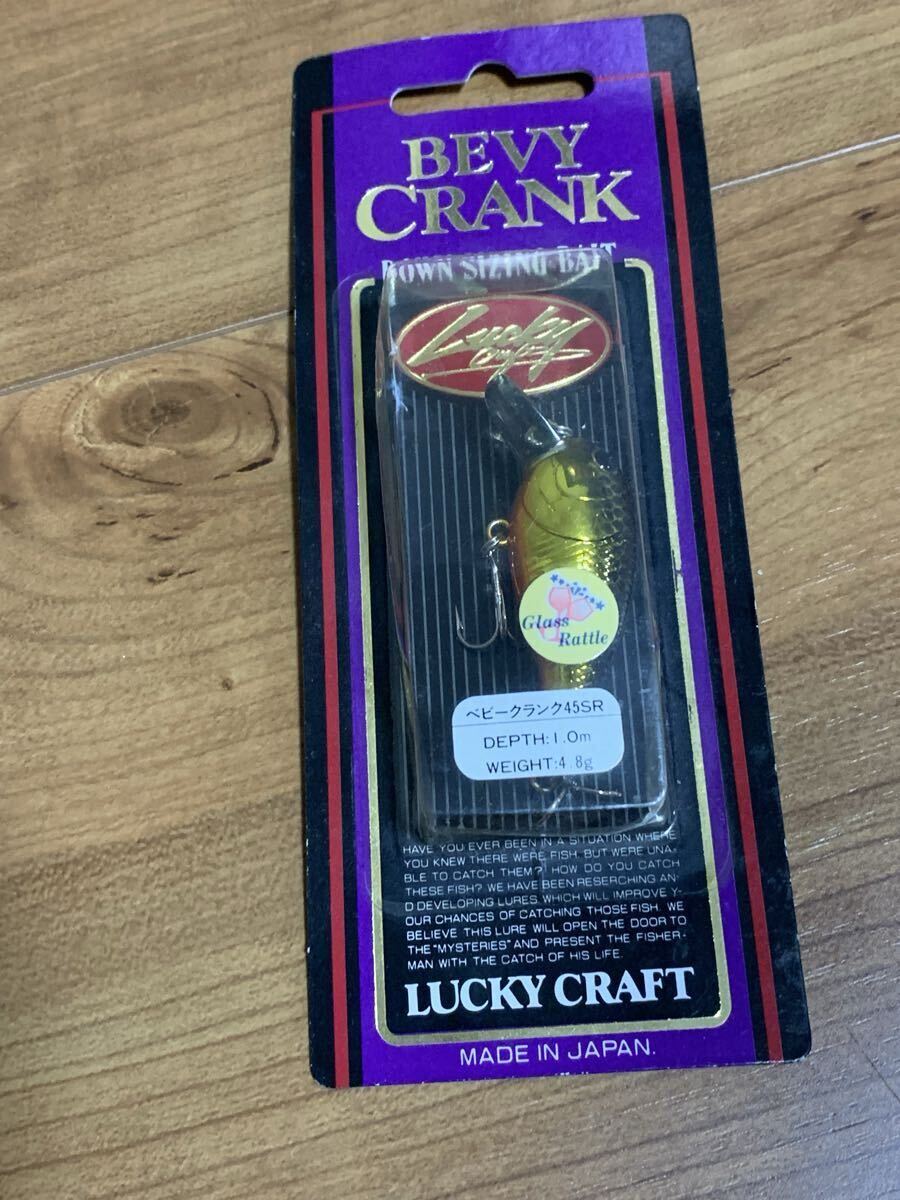 BEVY
CRANK
DOWN SIZING BAIT
Lucky
Craft
Glass
Rattle
ベビークランク45SR
DEPTH:1.0m
WEIGHT:4.8g
HAVE YOU EVER BEEN IN A SITUATION WHERE
YOU KNEW THERE WERE FISH, BUT WERE UNA-
BLE TO CATCH THEM? HOW DO YOU CATCH
THESE FISH? WE HAVE BEEN RESERCHING AN-
D DEVELOPING LURES WHICH WILL IMPROVE Y-
OUR CHANCES OF CATCHING THOSE FISH. WE
BELIEVE THIS LURE WILL OPEN THE DOOR TO
THE "MYSTERIES" AND PRESENT THE FISHER-
MAN WITH THE CATCH OF HIS LIFE.
LUCKY CRAFT
MADE IN JAPAN.